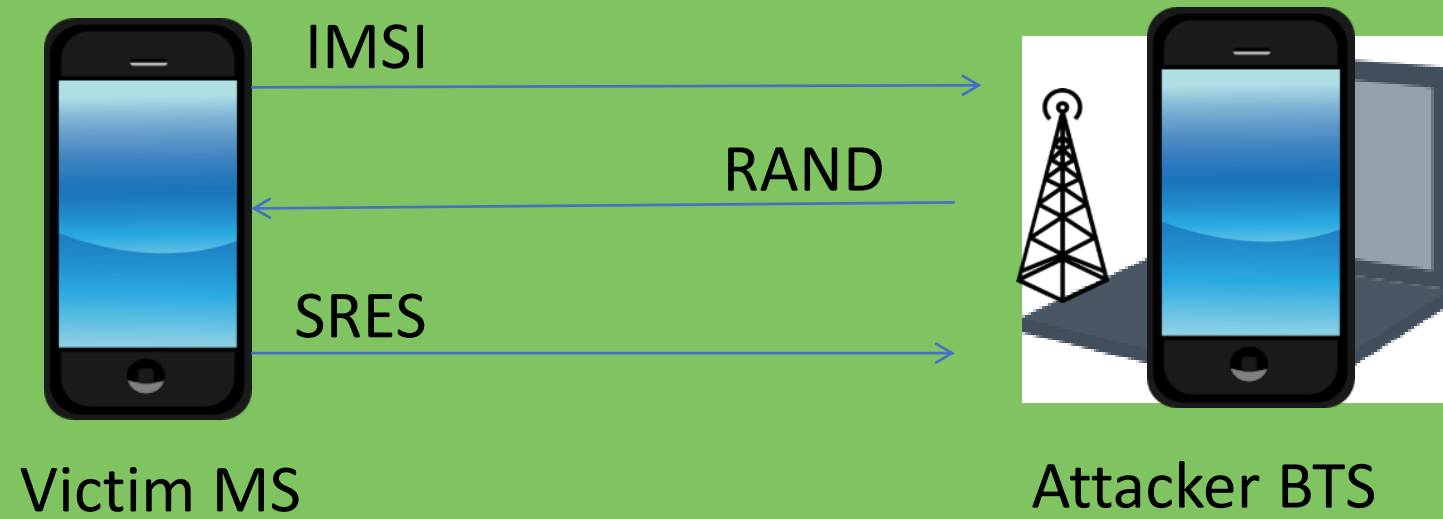 IMSI
RAND
SRES
Victim MS
Attacker BTS